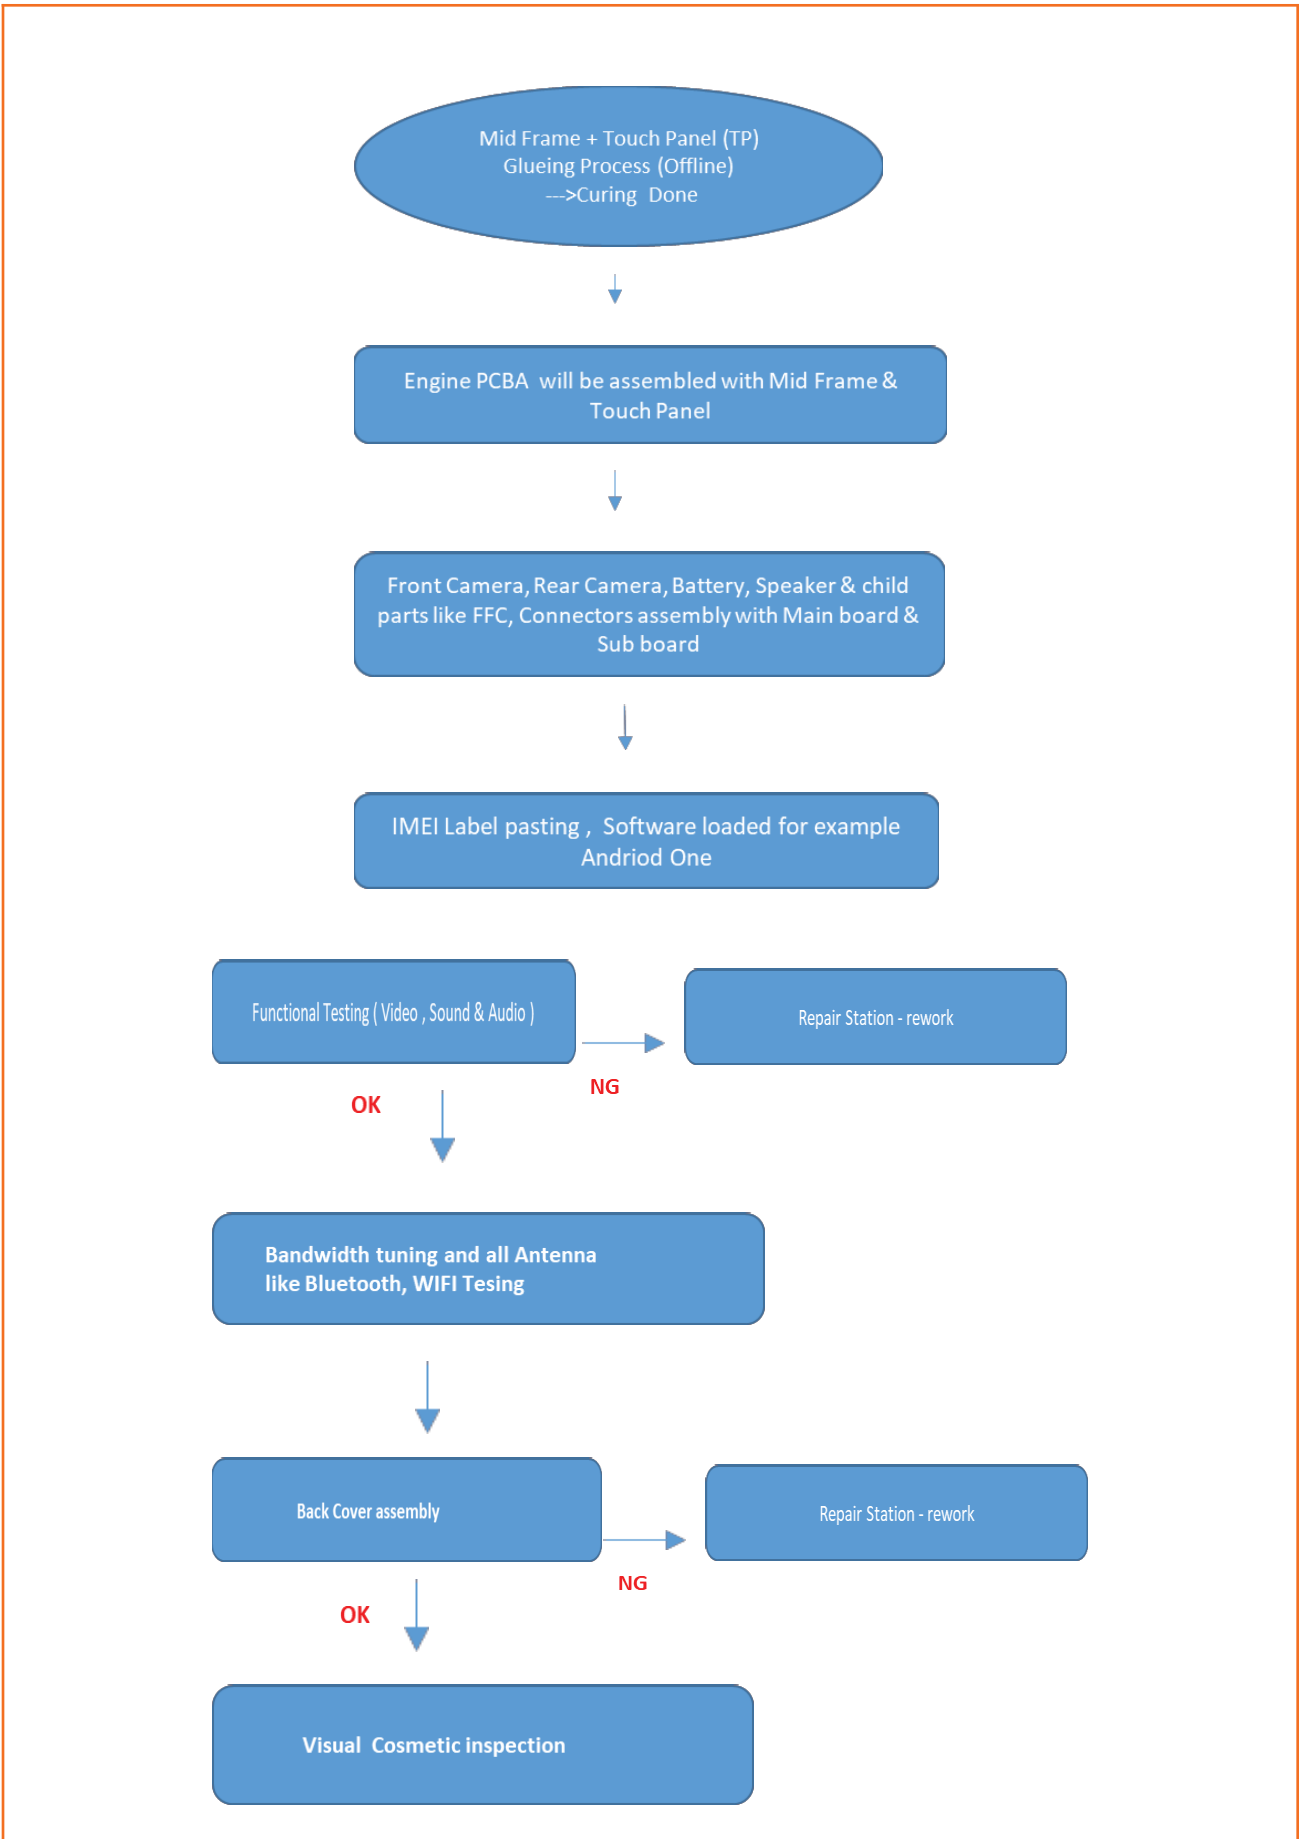 Mid Frame + Touch Panel (TP)
Glueing Process (Offline)
--->Curing Done
Engine PCBA will be assembled with Mid Frame &
Touch Panel
Front Camera, Rear Camera, Battery, Speaker & child
parts like FFC, Connectors assembly with Main board &
Sub board
IMEI Label pasting , Software loaded for example
Andriod One
Functional Testing ( Video , Sound & Audio )
Repair Station - rework
NG
OK
Bandwidth tuning and all Antenna
like Bluetooth, WIFI Tesing
Back Cover assembly
Repair Station - rework
NG
OK
Visual Cosmetic inspection